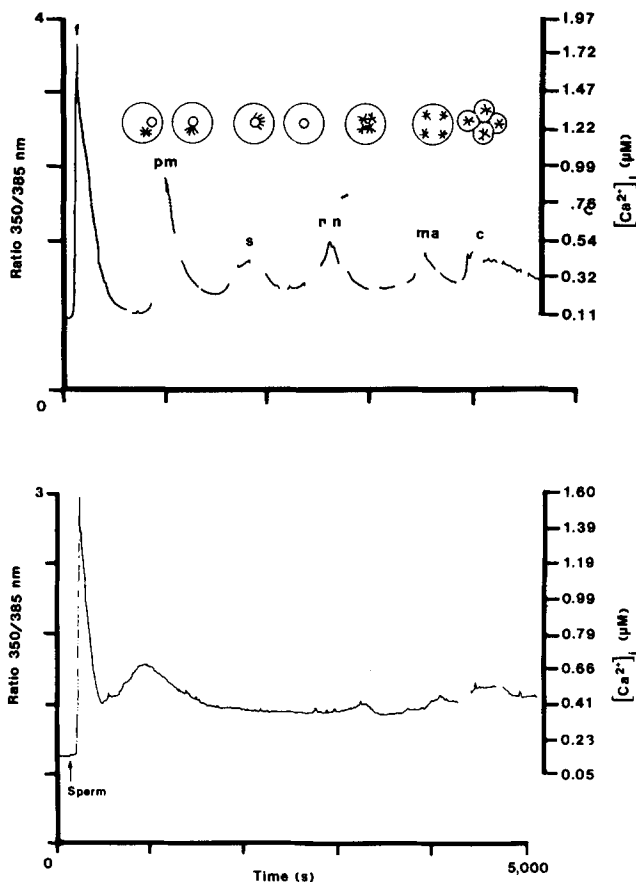 4
f
1.97
1.72
1.47
1.22
0.99
0.54
0.32
0.11
[Ca2+]i (µM)
Ratio 350/385 nm
pm
s
ma
c
0
3
1.60
1.39
1.19
0.99
0.79
0.66
0.41
0.23
0.05
[Ca2+]i (µM)
Ratio 350/385 nm
Sperm
0
5,000
Time (s)